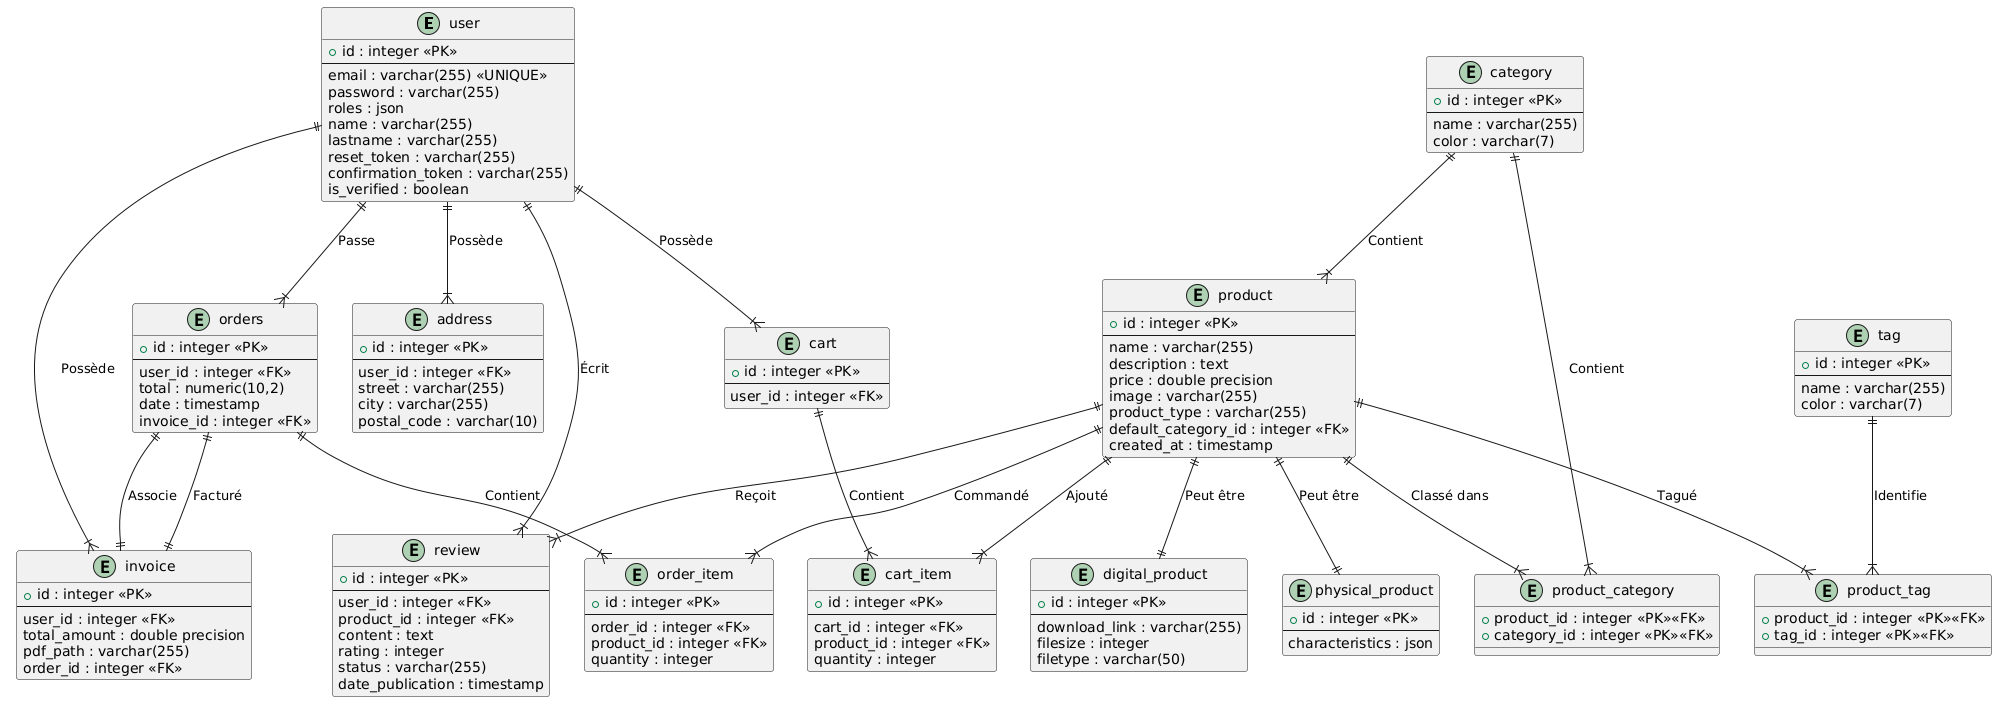 E user
id : integer «PK»
email : varchar(255) «UNIQUE»
password : varchar(255)
roles : json
name : varchar(255)
lastname : varchar(255)
reset_token : varchar(255)
confirmation_token : varchar(255)
is_verified : boolean
E category
id : integer «PK»
name : varchar(255)
color : varchar(7)
Passe
Possède
Possède
Contient
E orders
id : integer «PK»
user_id : integer «FK»
total : numeric(10,2)
date : timestamp
invoice_id : integer «FK»
E address
id : integer «PK»
user_id : integer «FK»
street : varchar(255)
city : varchar(255)
postal_code : varchar(10)
E cart
id : integer «PK»
user_id : integer «FK»
E product
id : integer «PK»
name : varchar(255)
description : text
price : double precision
image : varchar(255)
product_type : varchar(255)
default_category_id : integer «FK»
created_at : timestamp
E tag
id : integer «PK»
name : varchar(255)
color : varchar(7)
Possède
Écrit
Contient
Associe
Facturé
Contient
Reçoit
Contient
Commandé
Ajouté
Peut être
Peut être
Classé dans
Tagué
Identifie
E invoice
id : integer «PK»
user_id : integer «FK»
total_amount : double precision
pdf_path : varchar(255)
order_id : integer «FK»
E review
id : integer «PK»
user_id : integer «FK»
product_id : integer «FK»
content : text
rating : integer
status : varchar(255)
date_publication : timestamp
E order_item
id : integer «PK»
order_id : integer «FK»
product_id : integer «FK»
quantity : integer
E cart_item
id : integer «PK»
cart_id : integer «FK»
product_id : integer «FK»
quantity : integer
E digital_product
id : integer «PK»
download_link : varchar(255)
filesize : integer
filetype : varchar(50)
E physical_product
id : integer «PK»
characteristics : json
E product_category
product_id : integer «PK»«FK»
category_id : integer «PK»«FK»
E product_tag
product_id : integer «PK»«FK»
tag_id : integer «PK»«FK»